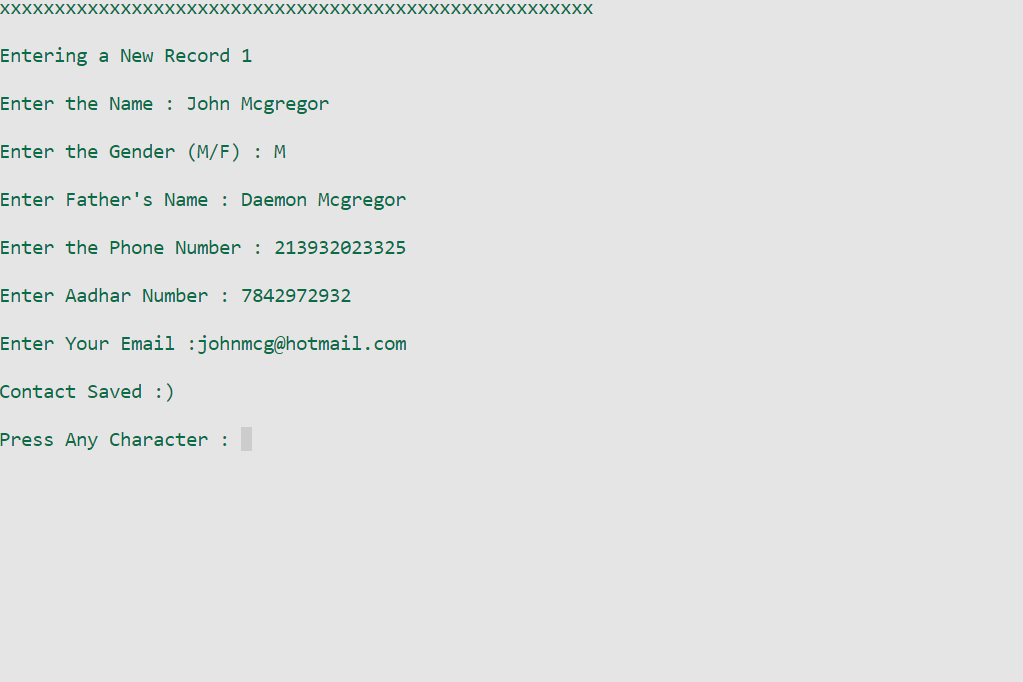 xxxxxxxxxxxxxxxxxxxxxxxxxxxxxxxxxxxxxxxxxxxxxxxxxxxxxx
Entering a New Record 1
Enter the Name : John Mcgregor
Enter the Gender (M/F) : M
Enter Father's Name : Daemon Mcgregor
Enter the Phone Number : 213932023325
Enter Aadhar Number : 7842972932
Enter Your Email :johnmcg@hotmail.com
Contact Saved :)
Press Any Character :